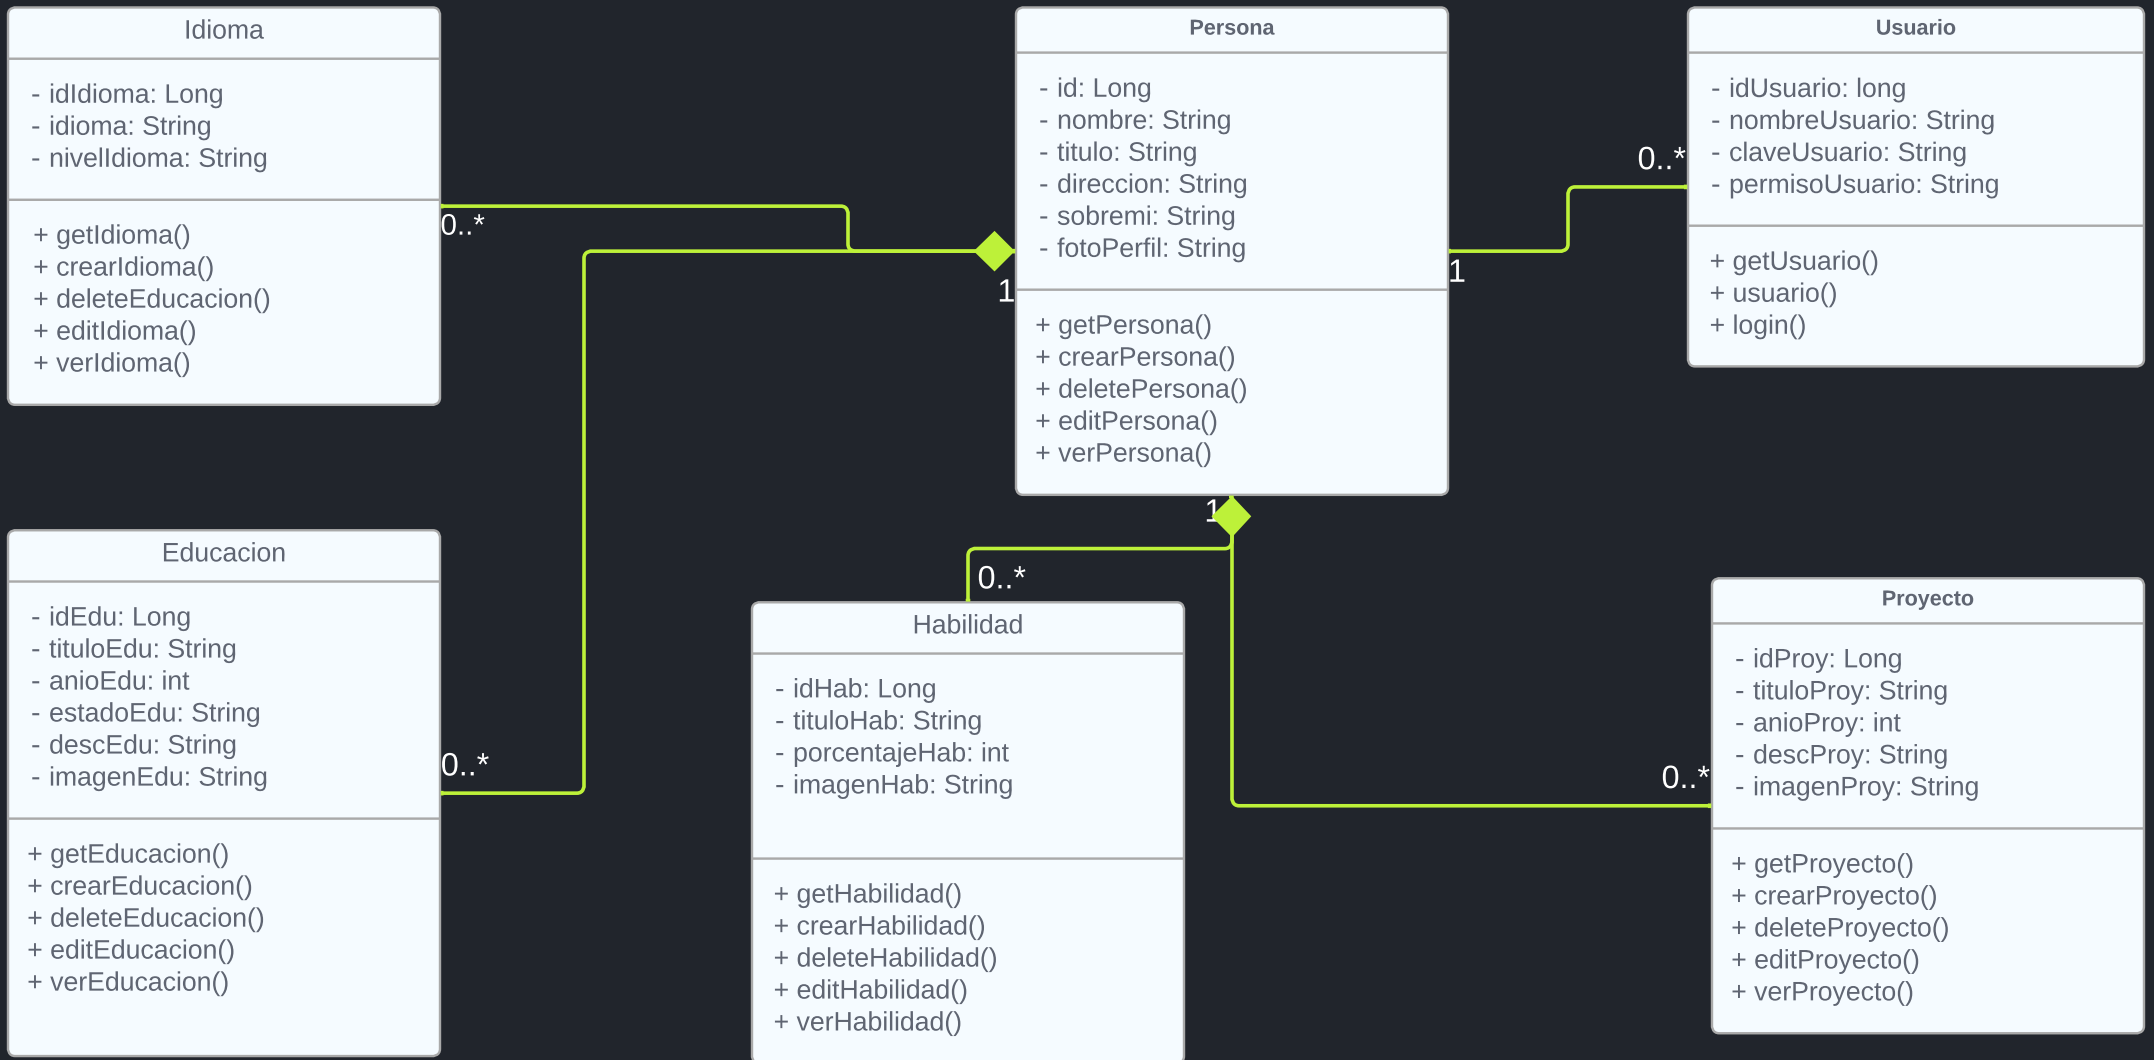 Idioma
- idIdioma: Long
- idioma: String
- nivelIdioma: String
+ getIdioma()
+ crearIdioma()
+ deleteEducacion()
+ editIdioma()
+ verIdioma()
0..*
Persona
- id: Long
- nombre: String
- titulo: String
- direccion: String
- sobremi: String
- fotoPerfil: String
+ getPersona()
+ crearPersona()
+ deletePersona()
+ editPersona()
+ verPersona()
1
1
1
Usuario
- idUsuario: long
- nombreUsuario: String
- claveUsuario: String
- permisoUsuario: String
+ getUsuario()
+ usuario()
+ login()
0..*
Educacion
- idEdu: Long
- tituloEdu: String
- anioEdu: int
- estadoEdu: String
- descEdu: String
- imagenEdu: String
+ getEducacion()
+ crearEducacion()
+ deleteEducacion()
+ editEducacion()
+ verEducacion()
0..*
0..*
Habilidad
- idHab: Long
- tituloHab: String
- porcentajeHab: int
- imagenHab: String
+ getHabilidad()
+ crearHabilidad()
+ deleteHabilidad()
+ editHabilidad()
+ verHabilidad()
0..*
Proyecto
- idProy: Long
- tituloProy: String
- anioProy: int
- descProy: String
- imagenProy: String
+ getProyecto()
+ crearProyecto()
+ deleteProyecto()
+ editProyecto()
+ verProyecto()